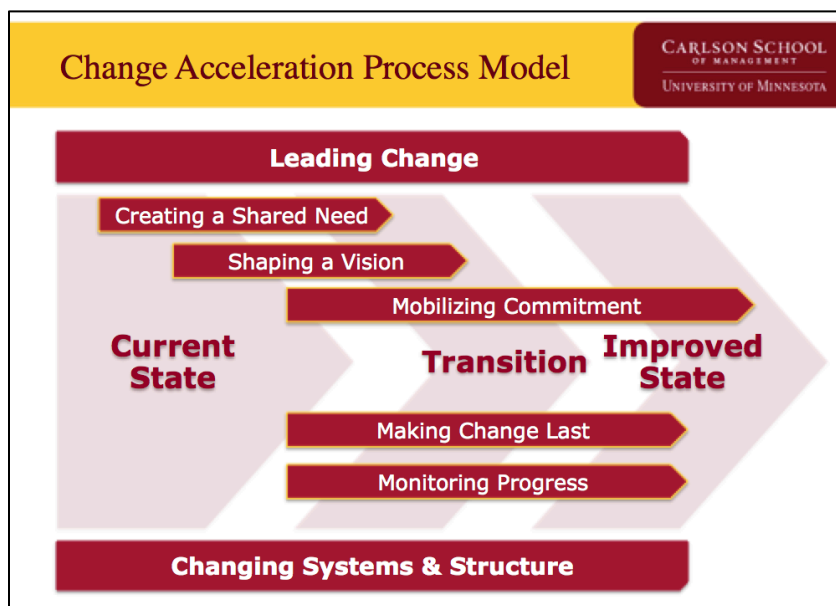 Change Acceleration Process Model
CARLSON SCHOOL
OF MANAGEMENT
UNIVERSITY OF MINNESOTA
Leading Change
Creating a Shared Need
Shaping a Vision
Mobilizing Commitment
Current
State
Transition
Improved
State
Making Change Last
Monitoring Progress
Changing Systems & Structure